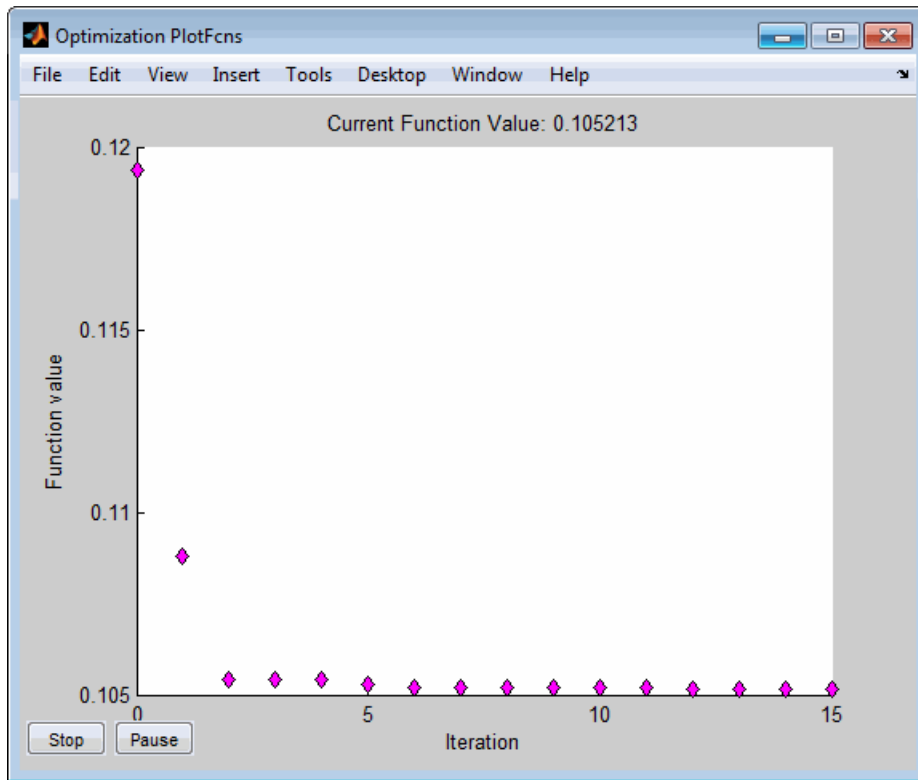 Optimization PlotFcns
File Edit View Insert Tools Desktop Window Help
Current Function Value: 0.105213
0.12
0.115
0.11
0.105
Function value
0 5 10 15
Iteration
Stop Pause